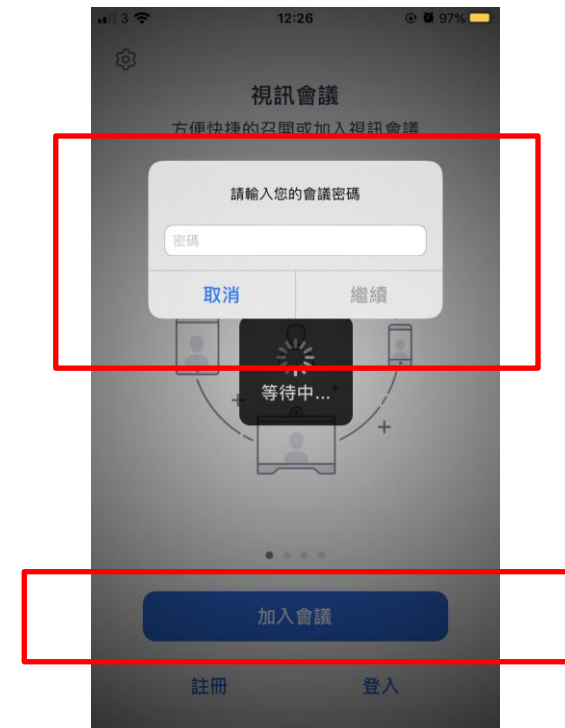 3 12:26 97%
視訊會議
方便快捷的召開或加入視訊會議
請輸入您的會議密碼
密碼
取消 繼續
等待中...
加入會議
註冊 登入